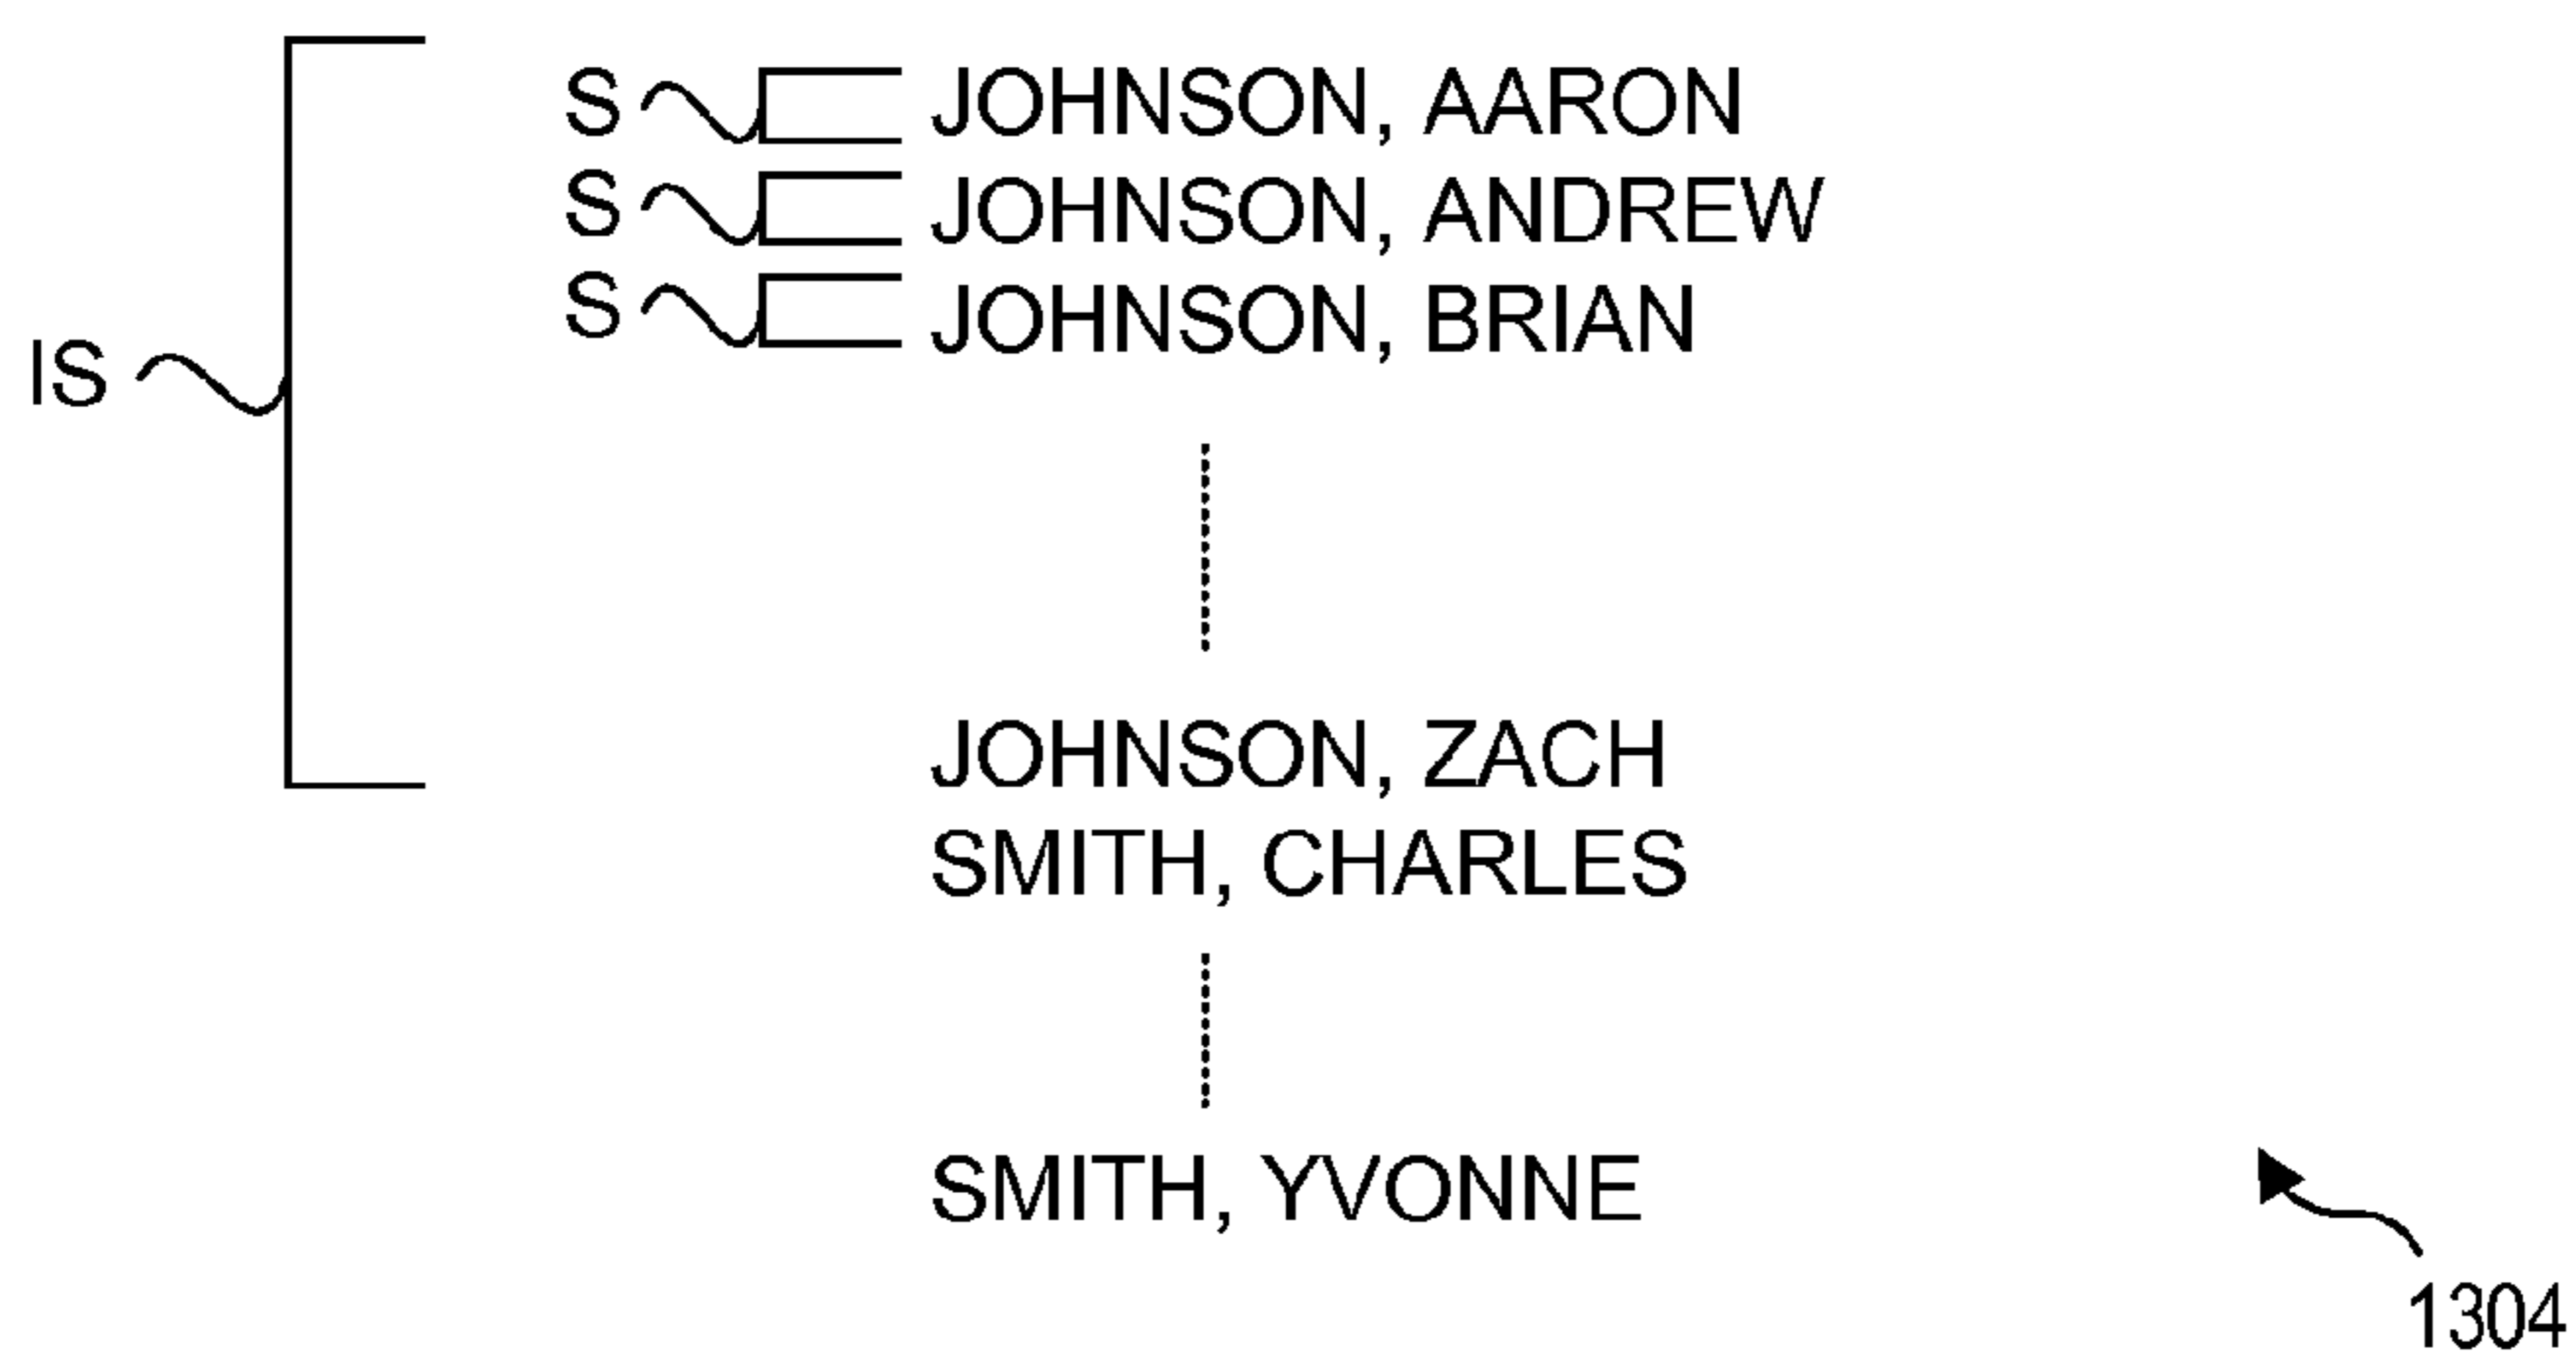 S JOHNSON, AARON
S JOHNSON, ANDREW
S JOHNSON, BRIAN
IS
JOHNSON, ZACH
SMITH, CHARLES
SMITH, YVONNE
1304